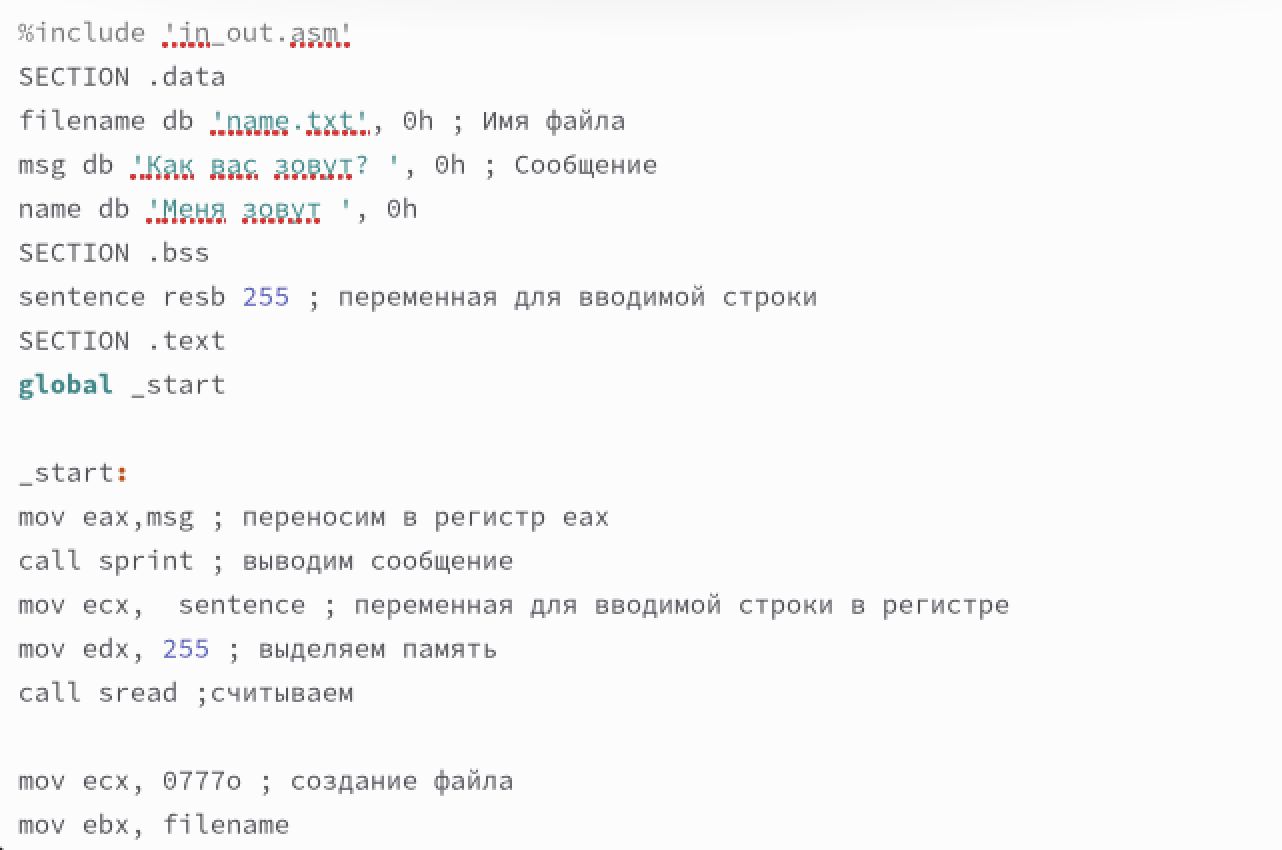 %include 'in_out.asm'
SECTION .data
filename db 'name.txt', 0h ; Имя файла
msg db 'Как вас зовут? ', 0h ; Сообщение
name db 'Меня зовут ', 0h
SECTION .bss
sentence resb 255 ; переменная для вводимой строки
SECTION .text
global _start
_start:
mov eax,msg ; переносим в регистр eax
call sprint ; выводим сообщение
mov ecx,  sentence ; переменная для вводимой строки в регистре
mov edx, 255 ; выделяем память
call sread ;считываем
mov ecx, 0777o ; создание файла
mov ebx, filename